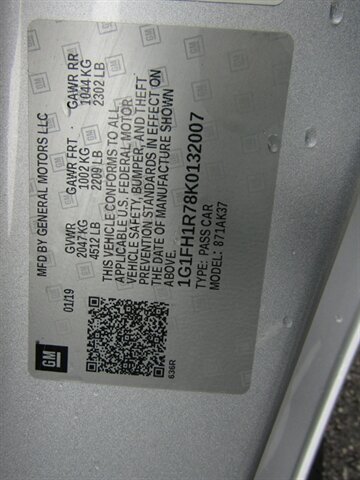 MFD BY GENERAL MOTORS LLC
01/19
GVWR GAWR FRT GAWR RR
2047 KG 1002 KG 1044 KG
4512 LB 2209 LB 2302 LB
THIS VEHICLE CONFORMS TO ALL
APPLICABLE U.S. FEDERAL MOTOR
VEHICLE SAFETY, BUMPER, AND THEFT
PREVENTION STANDARDS IN EFFECT ON
THE DATE OF MANUFACTURE SHOWN
ABOVE.
1G1FH1R78K0132007
TYPE: PASS CAR
MODEL: 871AK37
GM
636R